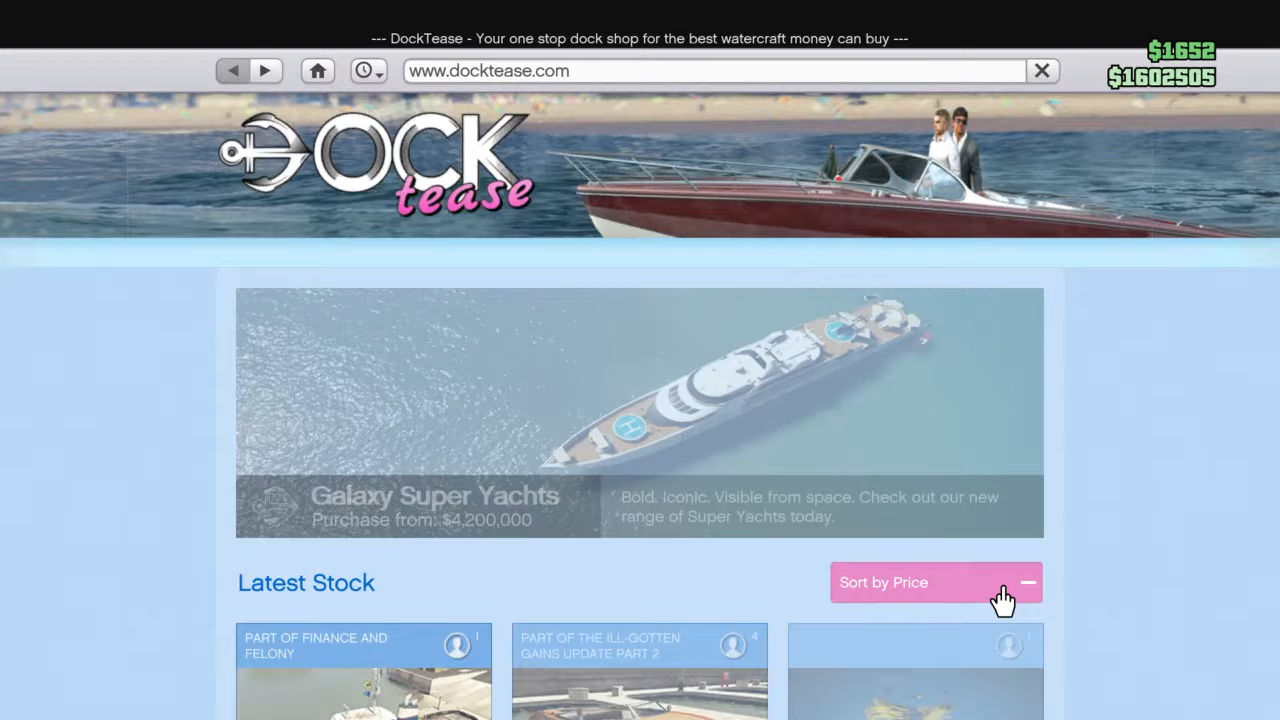 --- DockTease - Your one stop dock shop for the best watercraft money can buy ---
www.docktease.com
$1652
$1602505
DOCK
tease
H
Galaxy Super Yachts
Purchase from: $4,200,000
Bold. Iconic. Visible from space. Check out our new
range of Super Yachts today.
Latest Stock
Sort by Price
PART OF FINANCE AND
FELONY
1
PART OF THE ILL-GOTTEN
GAINS UPDATE PART 2
4
1